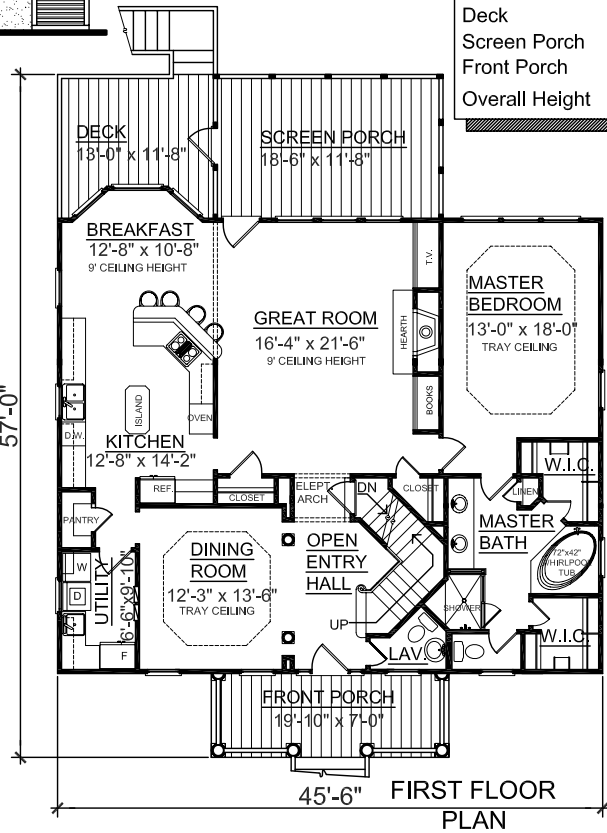 Deck
Screen Porch
Front Porch
Overall Height
DECK
13'-0" x 11'-8"
SCREEN PORCH
18'-6" x 11'-8"
BREAKFAST
12'-8" x 10'-8"
9' CEILING HEIGHT
T.V.
GREAT ROOM
16'-4" x 21'-6"
9' CEILING HEIGHT
HEARTH
BOOKS
MASTER
BEDROOM
13'-0" x 18'-0"
TRAY CEILING
57'-0"
ISLAND
OVEN
D.W.
KITCHEN
12'-8" x 14'-2"
REF.
CLOSET
ELEPT
ARCH
DN
CLOSET
W.I.C.
LINEN
PANTRY
MASTER
BATH
72"x42"
WHIRLPOOL
TUB
DINING
ROOM
12'-3" x 13'-6"
TRAY CEILING
OPEN
ENTRY
HALL
W
D
UTILITY
6'-6"x9'-10"
F
UP
SHOWER
LAV.
W.I.C.
FRONT PORCH
19'-10" x 7'-0"
45'-6"
FIRST FLOOR
PLAN